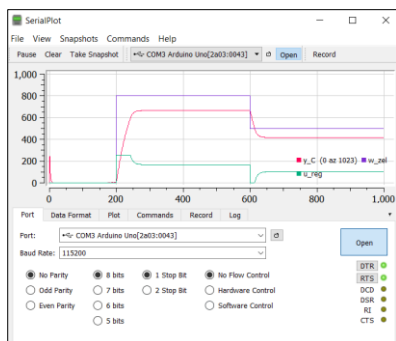 SerialPlot
File View Snapshots Commands Help
Pause Clear Take Snapshot COM3 Arduino Uno[2a03:0043] Open Record
1,000
800
600
400
200
0
0 200 400 600 800 1,000
y_C (0 az 1023) w_zel
u_reg
Port Data Format Plot Commands Record Log
Port: COM3 Arduino Uno[2a03:0043]
Baud Rate: 115200
Open
No Parity 8 bits 1 Stop Bit No Flow Control
Odd Parity 7 bits 2 Stop Bit Hardware Control
Even Parity 6 bits Software Control
5 bits
DTR
RTS
DCD
DSR
RI
CTS